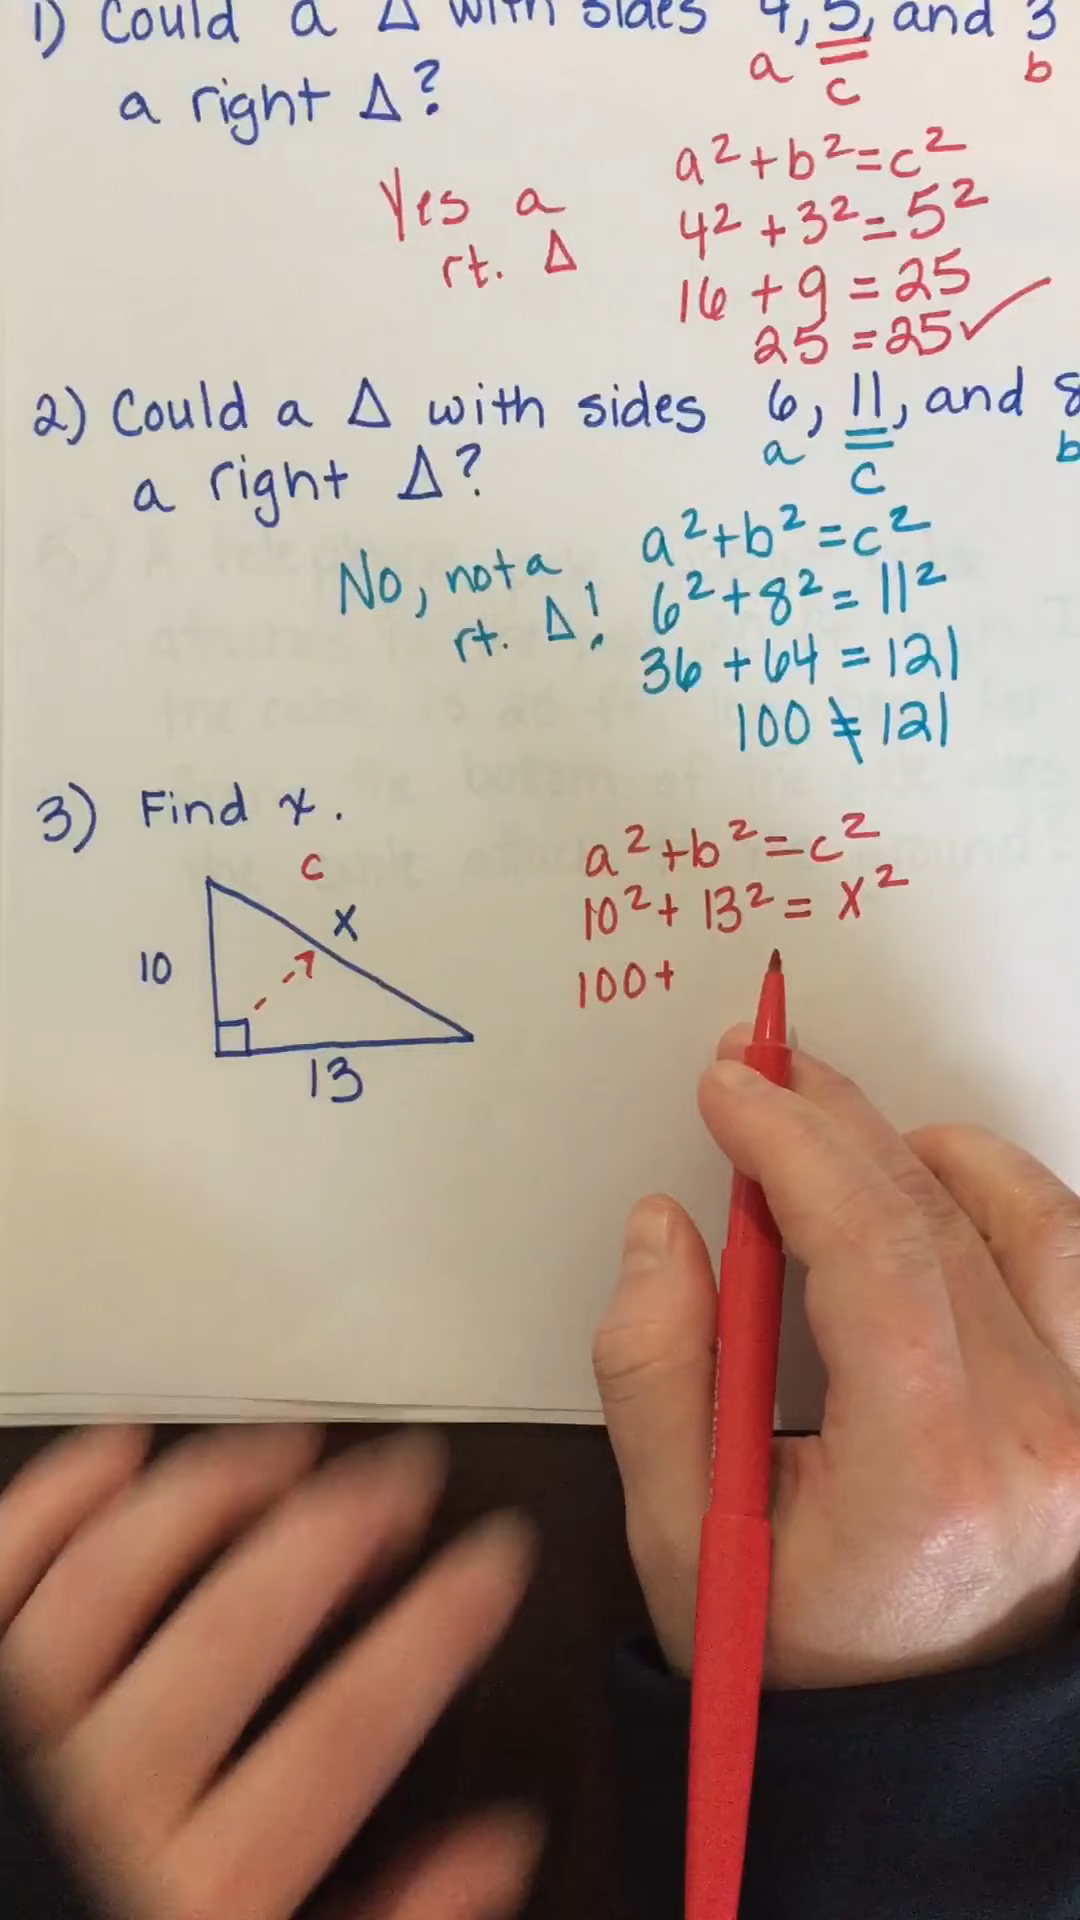 1) Could a Δ with sides 4, 5, and 3
a c b
a right Δ?
a² + b² = c²
Yes a
rt. Δ
4² + 3² = 5²
16 + 9 = 25
25 = 25 ✓
2) Could a Δ with sides 6, 11, and 8
a c b
a right Δ?
a² + b² = c²
No, not a
rt. Δ!
6² + 8² = 11²
36 + 64 = 121
100 ≠ 121
3) Find x.
a² + b² = c²
c
x
10² + 13² = x²
10
100 +
13